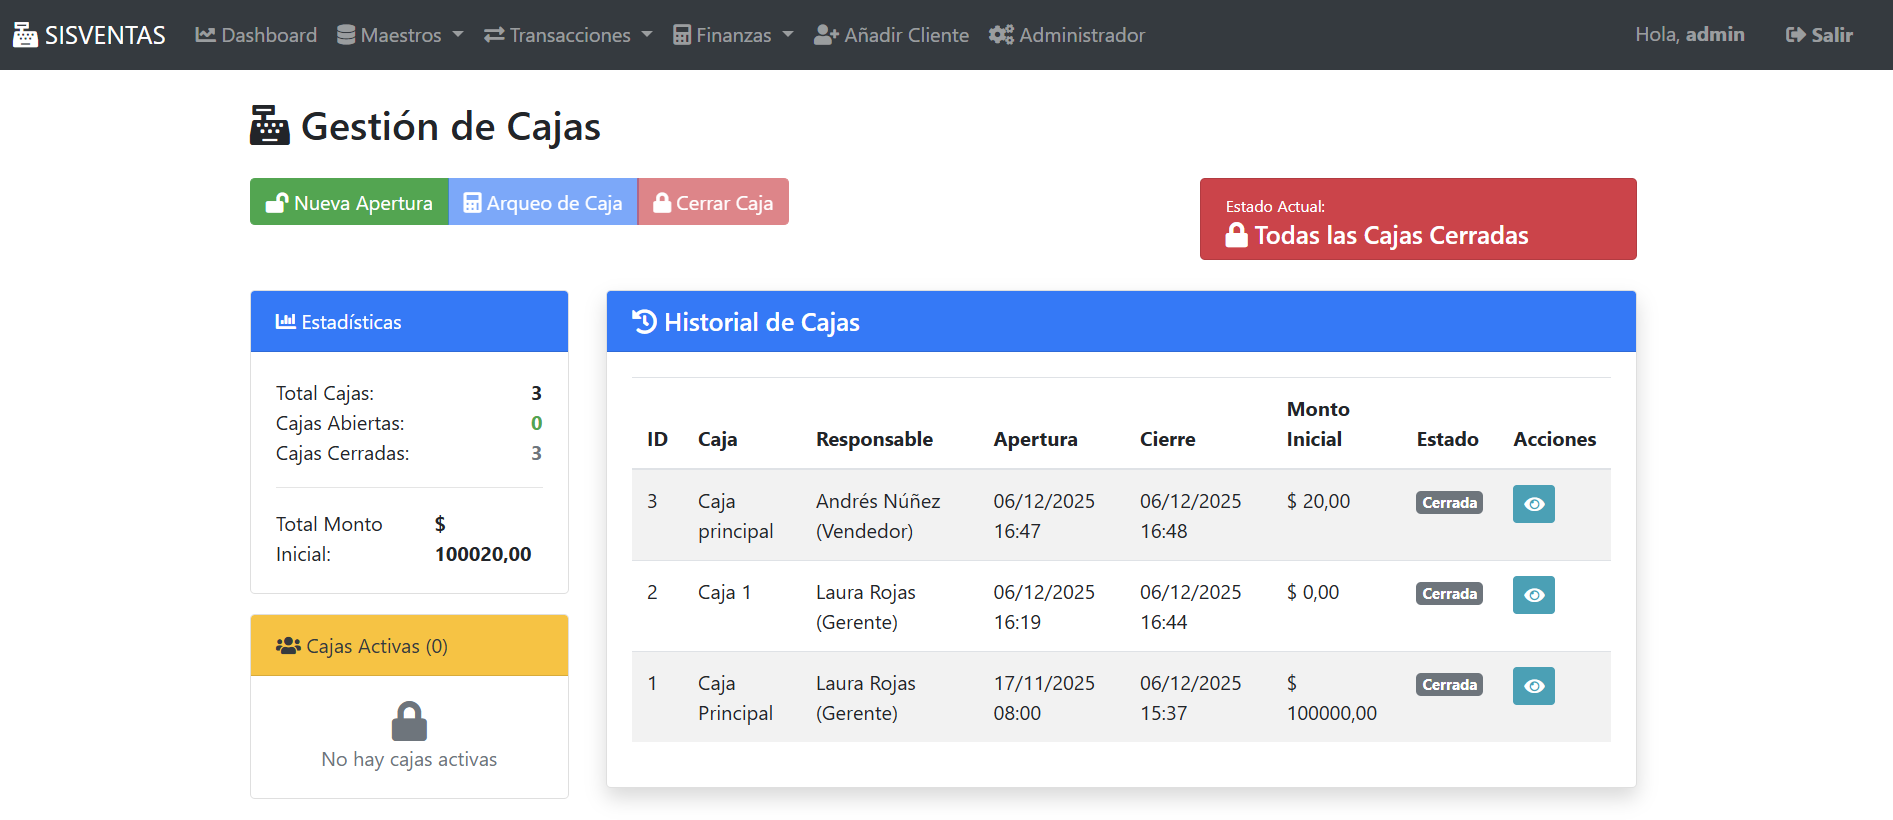 SISVENTAS Dashboard Maestros Transacciones Finanzas Añadir Cliente Administrador Hola, admin Salir
Gestión de Cajas
Nueva Apertura Arqueo de Caja Cerrar Caja
Estado Actual:
Todas las Cajas Cerradas
Estadísticas
Total Cajas: 3
Cajas Abiertas: 0
Cajas Cerradas: 3
Total Monto $
Inicial: 100020,00
Cajas Activas (0)
No hay cajas activas
Historial de Cajas
Monto
ID Caja Responsable Apertura Cierre Inicial Estado Acciones
3 Caja Andrés Núñez 06/12/2025 06/12/2025 $ 20,00 Cerrada
principal (Vendedor) 16:47 16:48
2 Caja 1 Laura Rojas 06/12/2025 06/12/2025 $ 0,00 Cerrada
(Gerente) 16:19 16:44
1 Caja Laura Rojas 17/11/2025 06/12/2025 $ Cerrada
Principal (Gerente) 08:00 15:37 100000,00